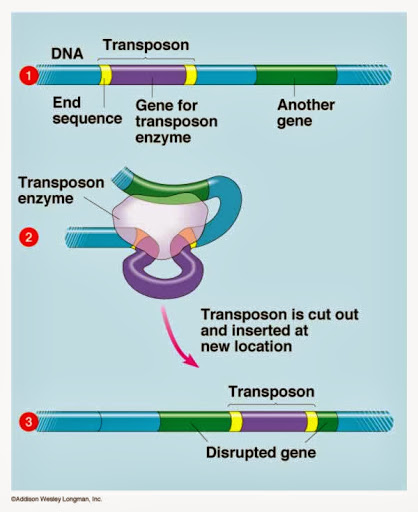 DNA
Transposon
1
End
sequence
Gene for
transposon
enzyme
Another
gene
Transposon
enzyme
2
Transposon is cut out
and inserted at
new location
Transposon
3
Disrupted gene
©Addison Wesley Longman, Inc.